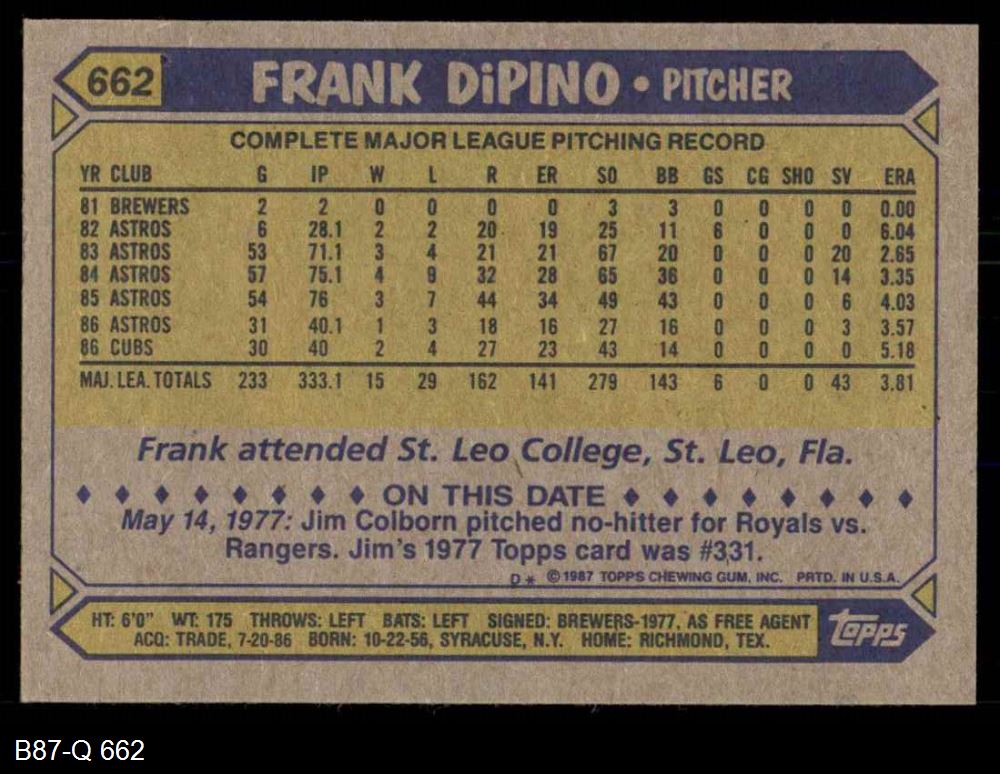 662 FRANK DiPINO • PITCHER
COMPLETE MAJOR LEAGUE PITCHING RECORD
YR CLUB G IP W L R ER SO BB GS CG SHO SV ERA
81 BREWERS 2 2 0 0 0 0 3 3 0 0 0 0 0.00
82 ASTROS 6 28.1 2 2 20 19 25 11 6 0 0 0 6.04
83 ASTROS 53 71.1 3 4 21 21 67 20 0 0 0 20 2.65
84 ASTROS 57 75.1 4 9 32 28 65 36 0 0 0 14 3.35
85 ASTROS 54 76 3 7 44 34 49 43 0 0 0 6 4.03
86 ASTROS 31 40.1 1 3 18 16 27 16 0 0 0 3 3.57
86 CUBS 30 40 2 4 27 23 43 14 0 0 0 0 5.18
MAJ. LEA. TOTALS 233 333.1 15 29 162 141 279 143 6 0 0 43 3.81
Frank attended St. Leo College, St. Leo, Fla.
♦ ♦ ♦ ♦ ♦ ♦ ♦ ♦ ON THIS DATE ♦ ♦ ♦ ♦ ♦ ♦ ♦ ♦
May 14, 1977: Jim Colborn pitched no-hitter for Royals vs.
Rangers. Jim's 1977 Topps card was #331.
D* © 1987 TOPPS CHEWING GUM, INC. PRTD. IN U.S.A.
HT: 6'0" WT: 175 THROWS: LEFT BATS: LEFT SIGNED: BREWERS-1977, AS FREE AGENT
ACQ: TRADE, 7-20-86 BORN: 10-22-56, SYRACUSE, N.Y. HOME: RICHMOND, TEX.
Topps
B87-Q 662